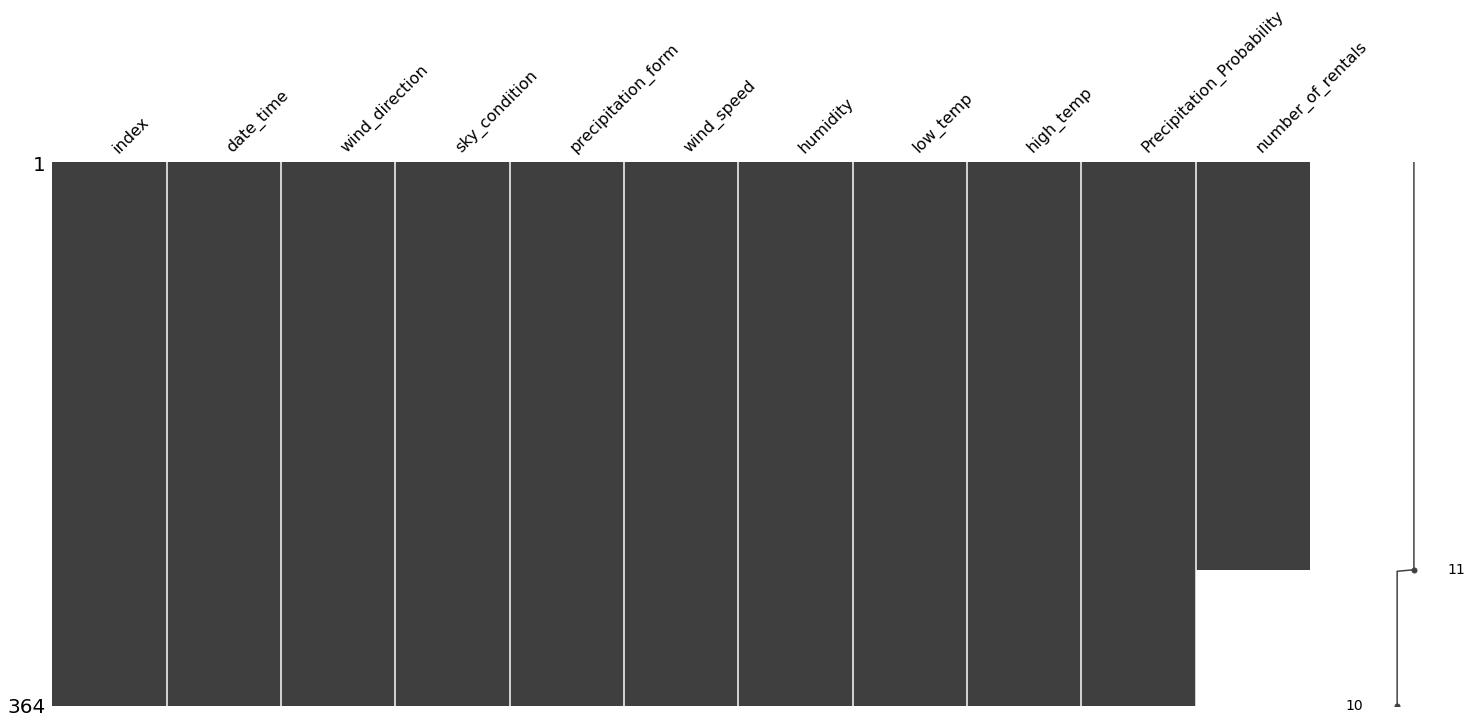 index
date_time
wind_direction
sky_condition
precipitation_form
wind_speed
humidity
low_temp
high_temp
Precipitation_Probability
number_of_rentals
1
11
364
10